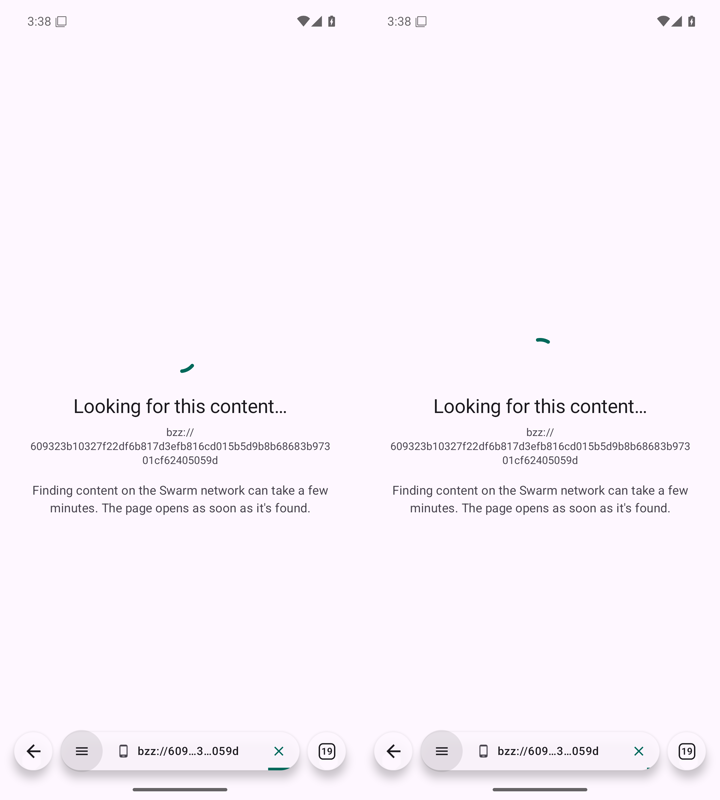 3:38
Looking for this content…
bzz://
609323b10327f22df6b817d3efb816cd015b5d9b8b68683b973
01cf62405059d
Finding content on the Swarm network can take a few
minutes. The page opens as soon as it's found.
bzz://609…3…059d
19
3:38
Looking for this content…
bzz://
609323b10327f22df6b817d3efb816cd015b5d9b8b68683b973
01cf62405059d
Finding content on the Swarm network can take a few
minutes. The page opens as soon as it's found.
bzz://609…3…059d
19